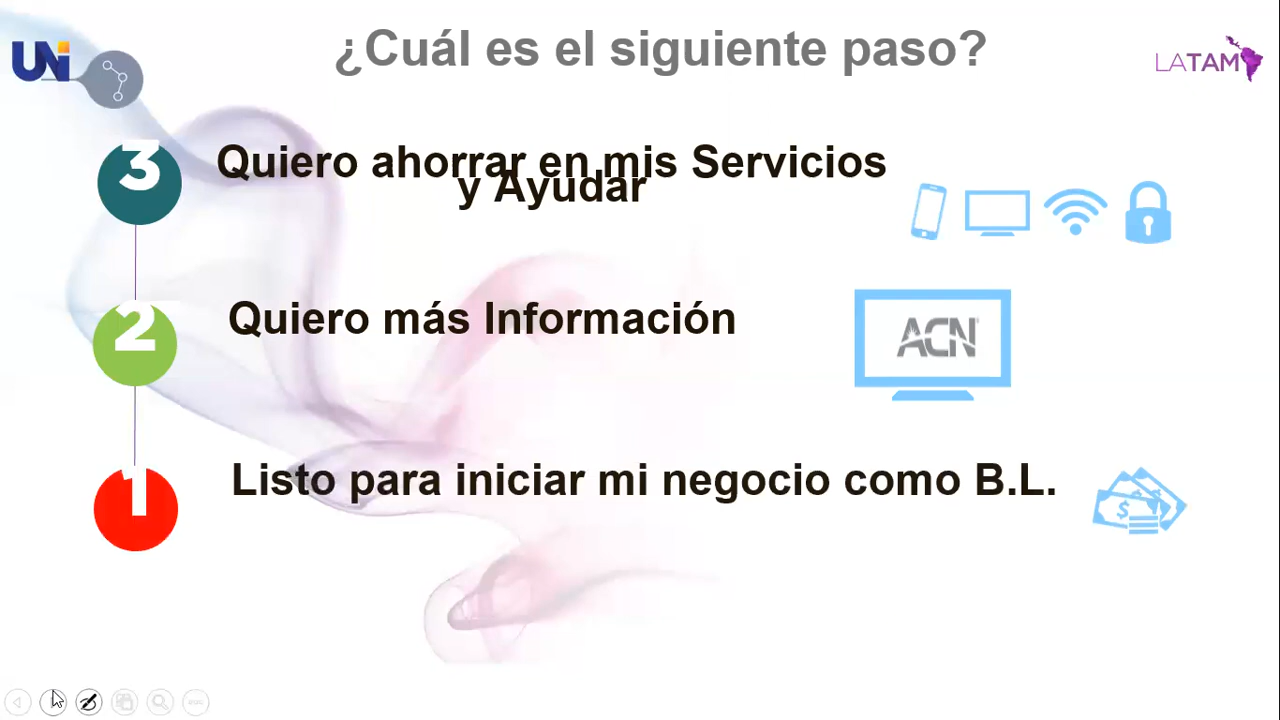 ¿Cuál es el siguiente paso?
UNi
LATAM
3
Quiero ahorrar en mis Servicios
y Ayudar
2
Quiero más Información
ACN
1
Listo para iniciar mi negocio como B.L.
$